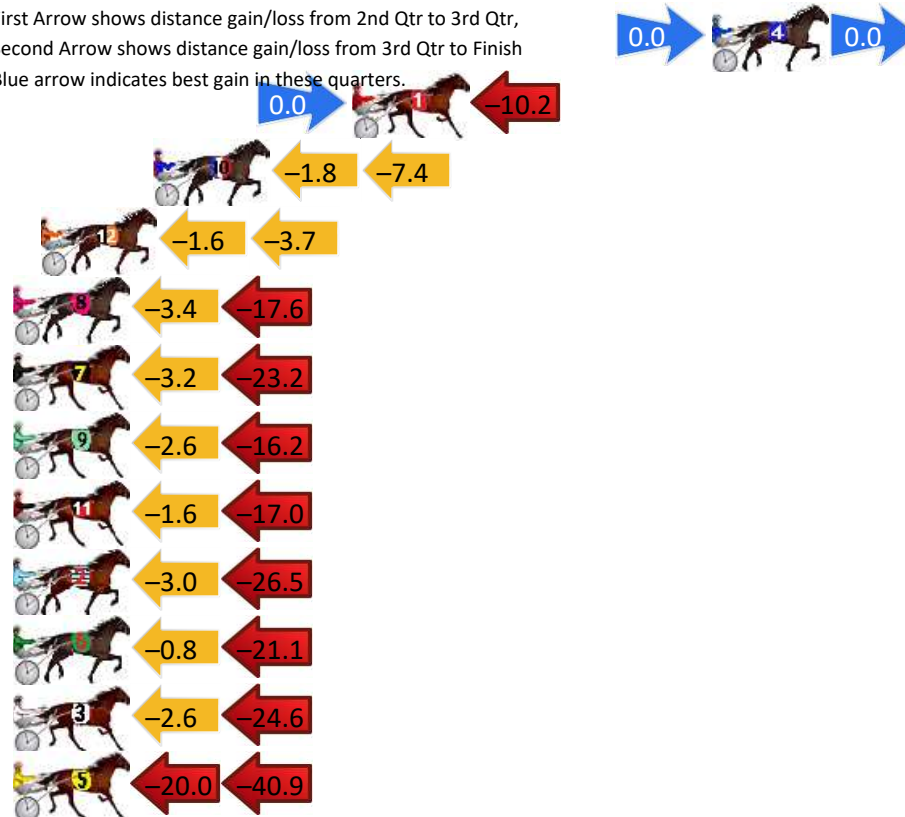 irst Arrow shows distance gain/loss from 2nd Qtr to 3rd Qtr,
0.0 4 0.0
Second Arrow shows distance gain/loss from 3rd Qtr to Finish
Blue arrow indicates best gain in these quarters.
0.0 1 –10.2
10 –1.8 –7.4
12 –1.6 –3.7
8 –3.4 –17.6
7 –3.2 –23.2
9 –2.6 –16.2
11 –1.6 –17.0
2 –3.0 –26.5
6 –0.8 –21.1
3 –2.6 –24.6
5 –20.0 –40.9